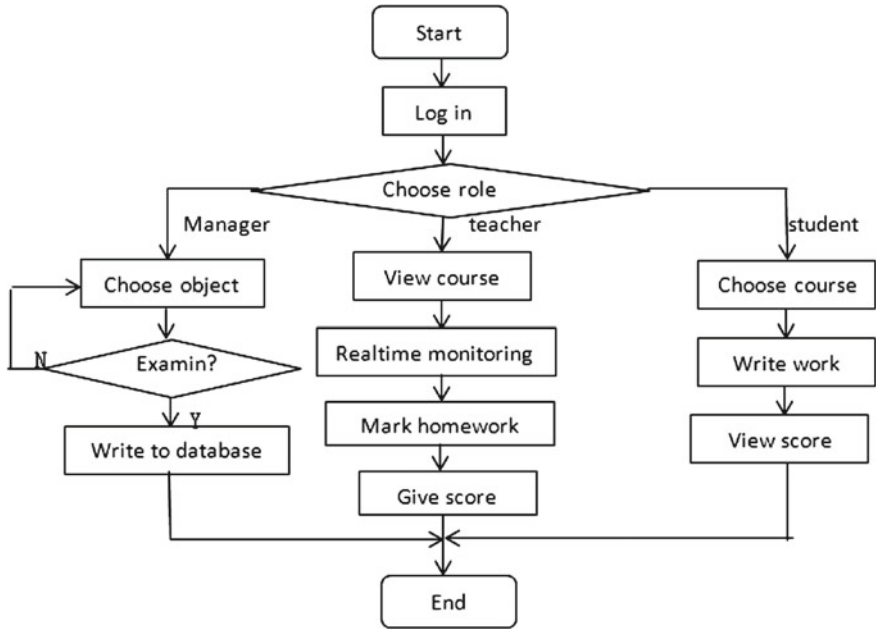 Start
Log in
Choose role
Manager
teacher
student
Choose object
View course
Choose course
N
Examin?
Realtime monitoring
Write work
Y
Mark homework
Write to database
View score
Give score
End